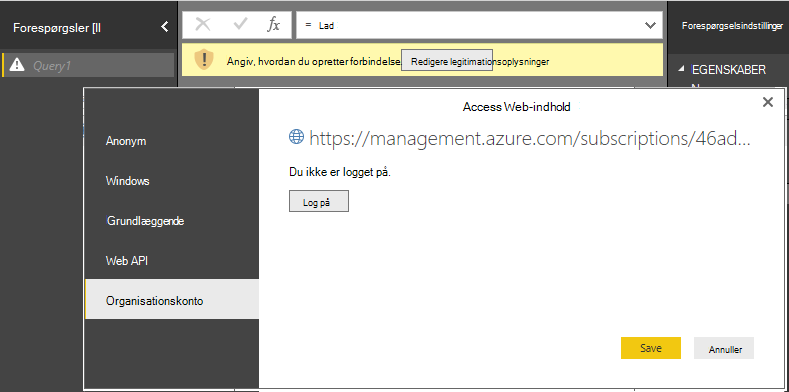 Forespørgsler [II
fx
= Lad
Forespørgselsindstillinger
Query1
Angiv, hvordan du opretter forbindelse.
Redigere legitimationsoplysninger
EGENSKABER
Access Web-indhold
Anonym
Windows
Grundlæggende
Web API
Organisationskonto
https://management.azure.com/subscriptions/46ad...
Du ikke er logget på.
Log på
Save
Annuller